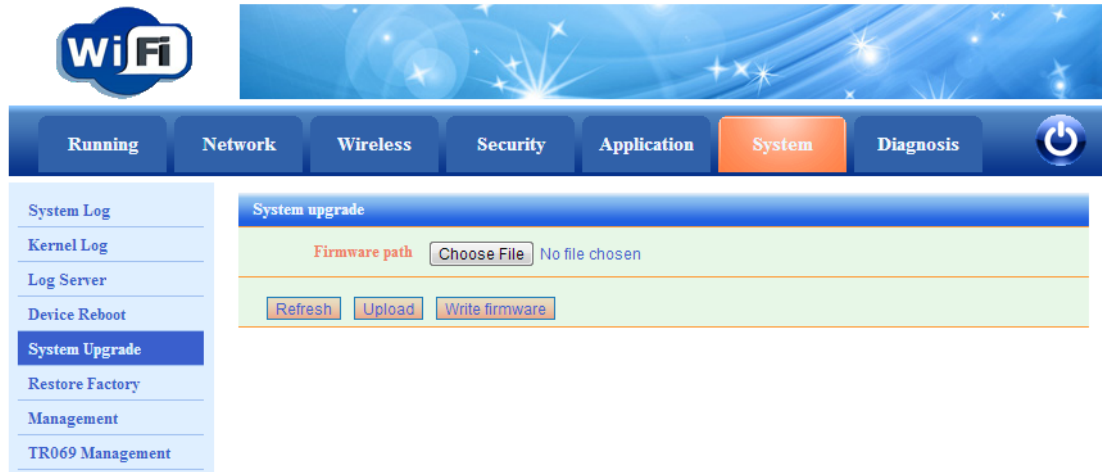 WiFi
Running Network Wireless Security Application System Diagnosis
System Log
Kernel Log
Log Server
Device Reboot
System Upgrade
Restore Factory
Management
TR069 Management
System upgrade
Firmware path Choose File No file chosen
Refresh Upload Write firmware